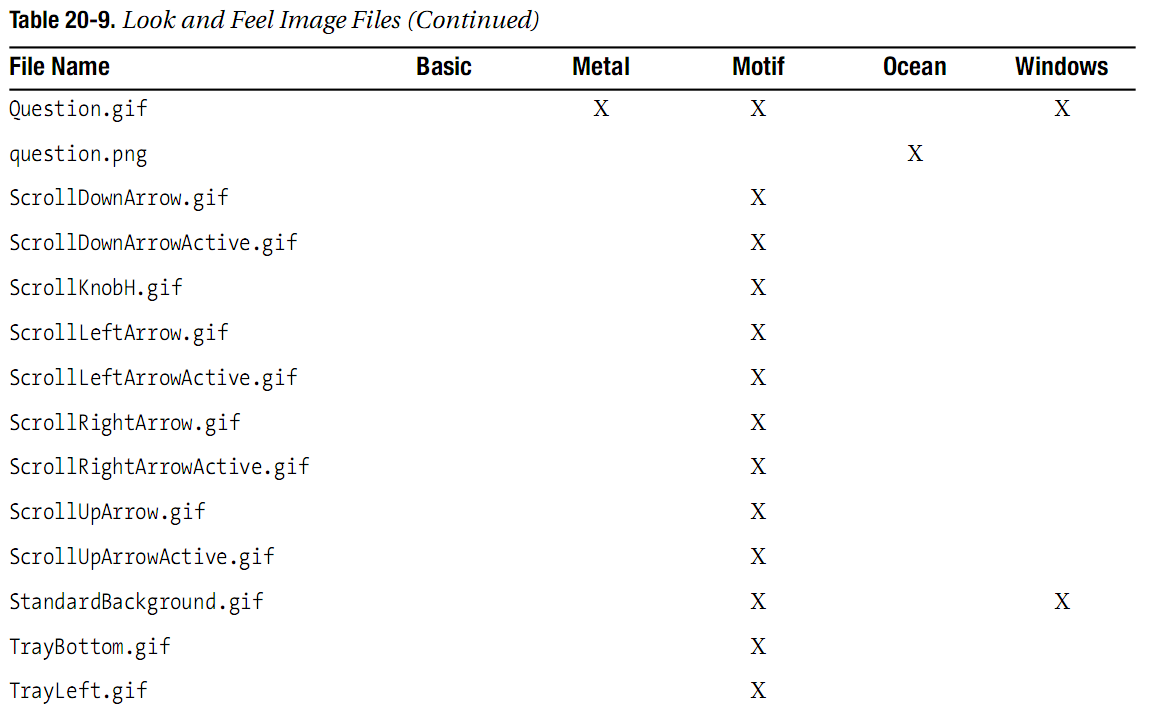 Table 20-9. Look and Feel Image Files (Continued)
File Name Basic Metal Motif Ocean Windows
Question.gif X X X
question.png X
ScrollDownArrow.gif X
ScrollDownArrowActive.gif X
ScrollKnobH.gif X
ScrollLeftArrow.gif X
ScrollLeftArrowActive.gif X
ScrollRightArrow.gif X
ScrollRightArrowActive.gif X
ScrollUpArrow.gif X
ScrollUpArrowActive.gif X
StandardBackground.gif X X
TrayBottom.gif X
TrayLeft.gif X